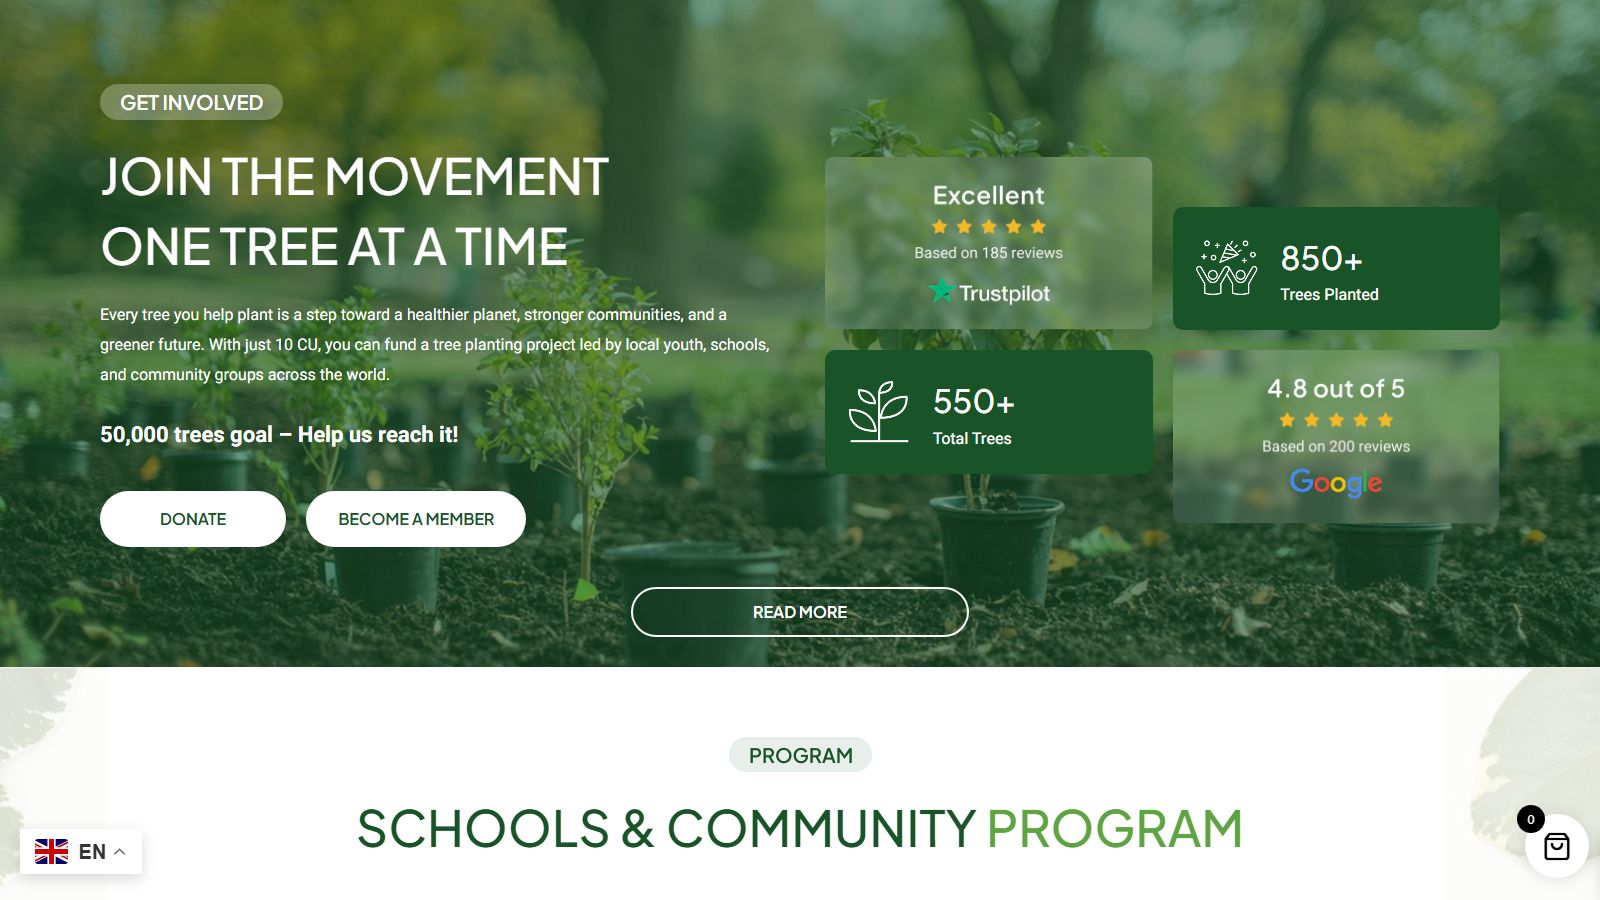 GET INVOLVED
JOIN THE MOVEMENT
ONE TREE AT A TIME
Every tree you help plant is a step toward a healthier planet, stronger communities, and a
greener future. With just 10 CU, you can fund a tree planting project led by local youth, schools,
and community groups across the world.
50,000 trees goal – Help us reach it!
DONATE
BECOME A MEMBER
Excellent
Based on 185 reviews
Trustpilot
850+
Trees Planted
550+
Total Trees
4.8 out of 5
Based on 200 reviews
Google
READ MORE
PROGRAM
SCHOOLS & COMMUNITY PROGRAM
EN
0